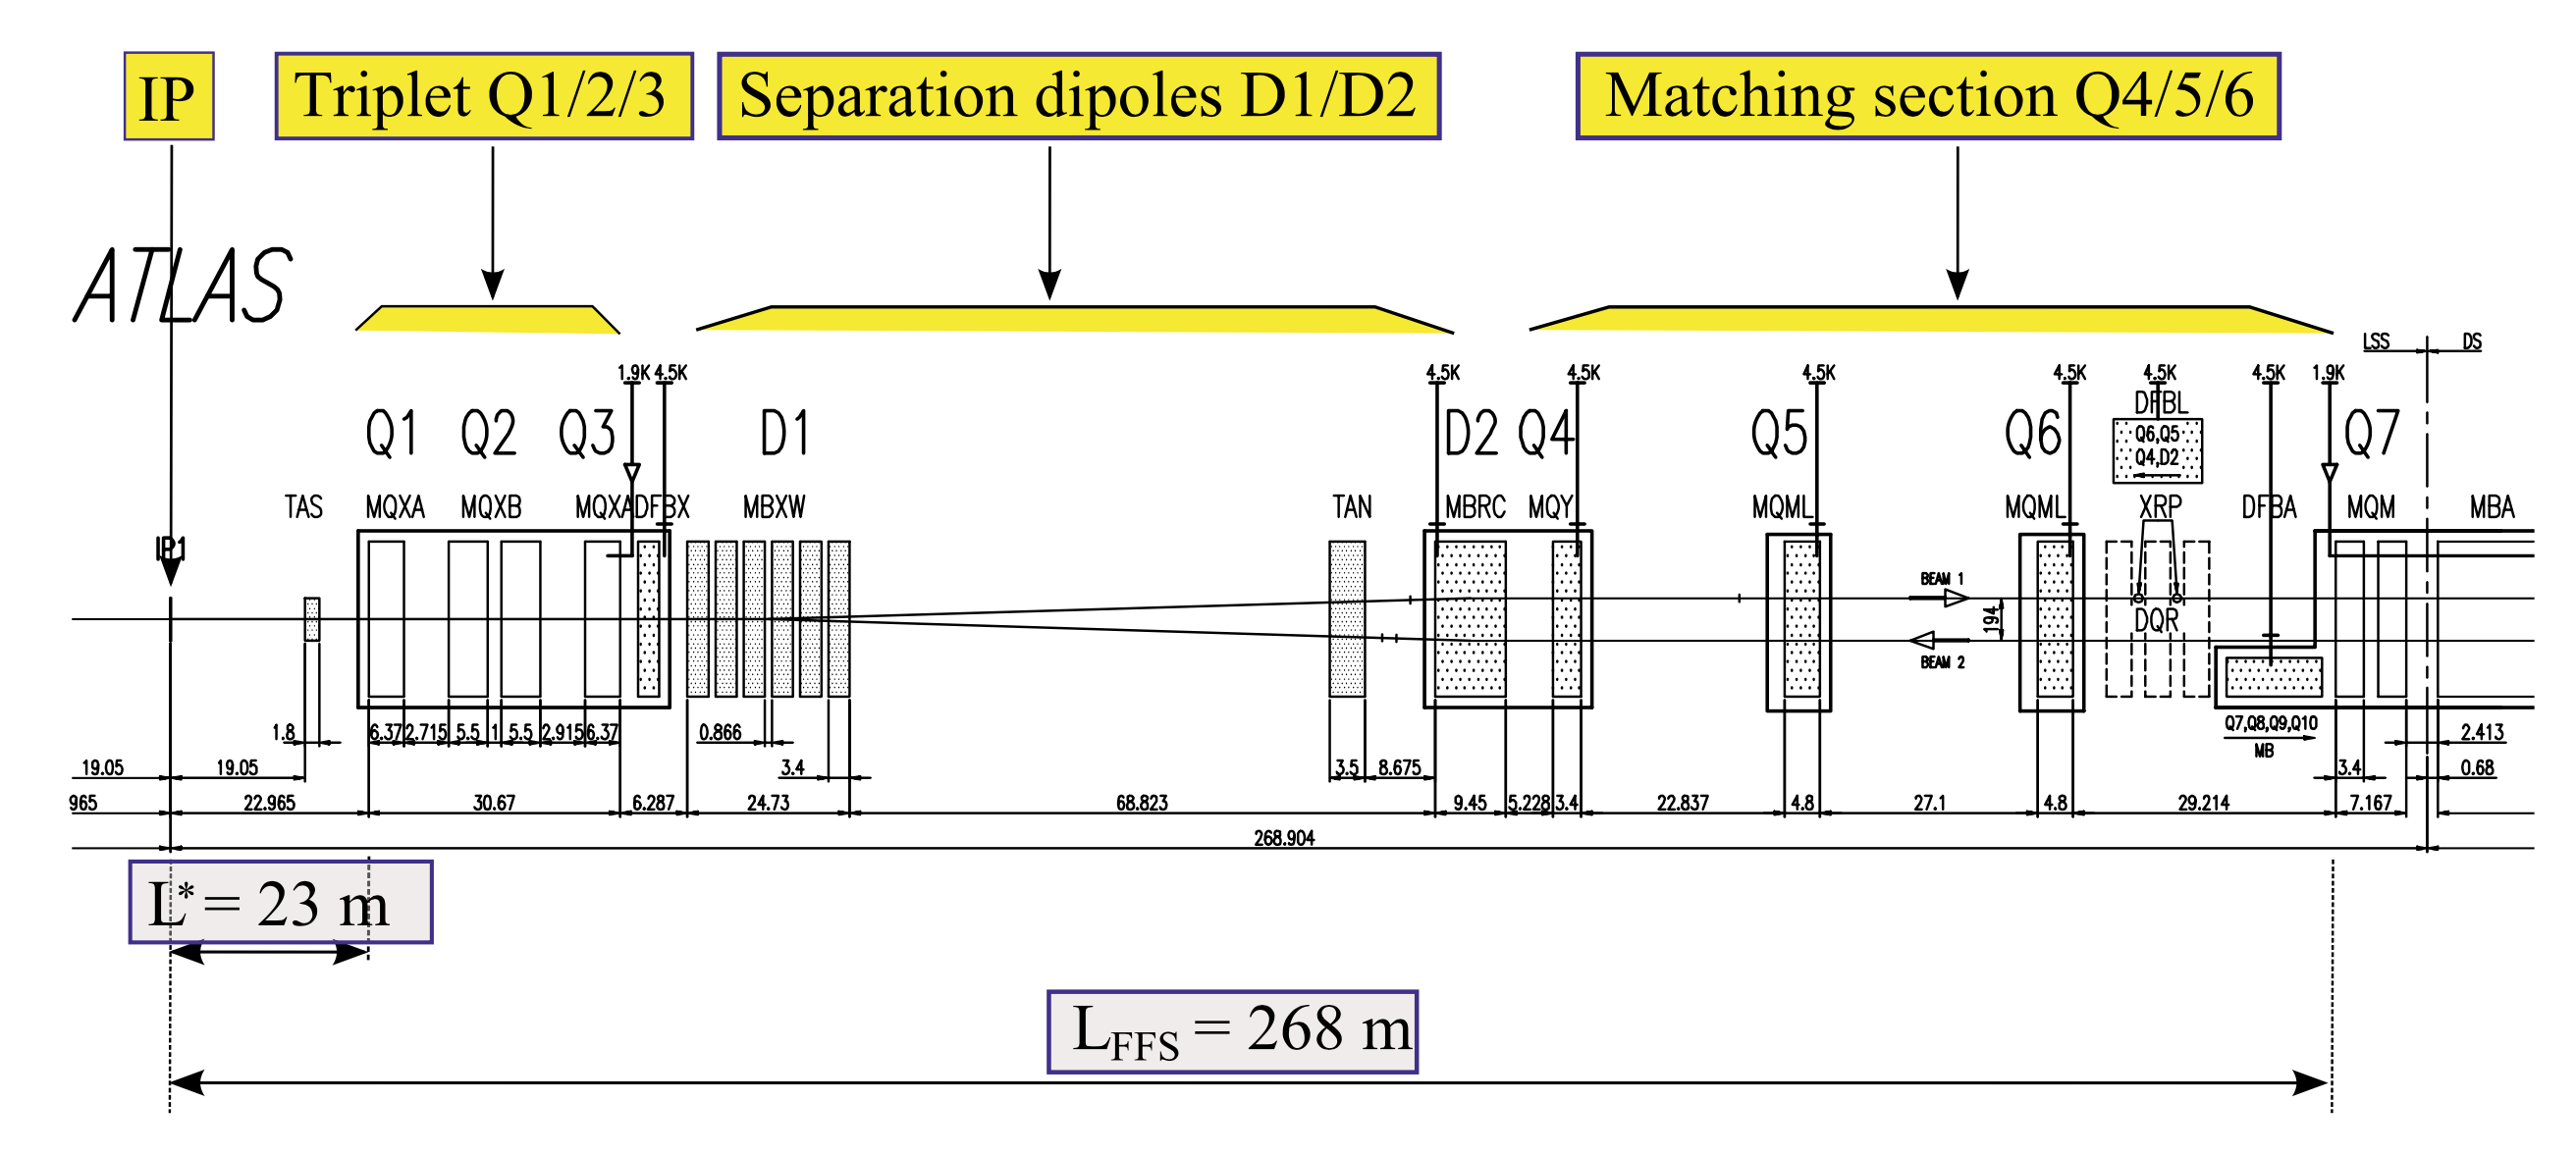 IP Triplet Q1/2/3 Separation dipoles D1/D2 Matching section Q4/5/6
ATLAS
LSS DS
1.9K 4.5K 4.5K 4.5K 4.5K 4.5K 4.5K 4.5K 1.9K
DFBL
Q1 Q2 Q3 D1 D2 Q4 Q5 Q6 Q6,Q5 Q7
Q4,D2
TAS MQXA MQXB MQXA DFBX MBXW TAN MBRC MQY MQML MQML XRP DFBA MQM MBA
IP1
BEAM 1
194
DQR
BEAM 2
1.8 6.37 2.715 5.5 1 5.5 2.915 6.37 0.866 Q7,Q8,Q9,Q10 2.413
MB
19.05 19.05 3.4 3.5 8.675 3.4 0.68
965 22.965 30.67 6.287 24.73 68.823 9.45 5.228 3.4 22.837 4.8 27.1 4.8 29.214 7.167
268.904
L* = 23 m
LFFS = 268 m